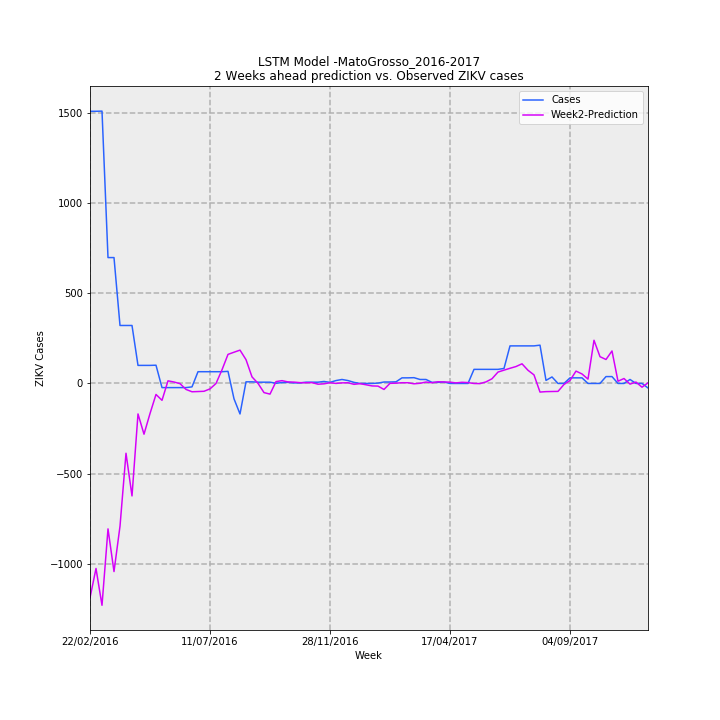 LSTM Model -MatoGrosso_2016-2017
2 Weeks ahead prediction vs. Observed ZIKV cases
Cases
Week2-Prediction
1500
1000
500
0
−500
−1000
ZIKV Cases
22/02/2016
11/07/2016
28/11/2016
17/04/2017
04/09/2017
Week